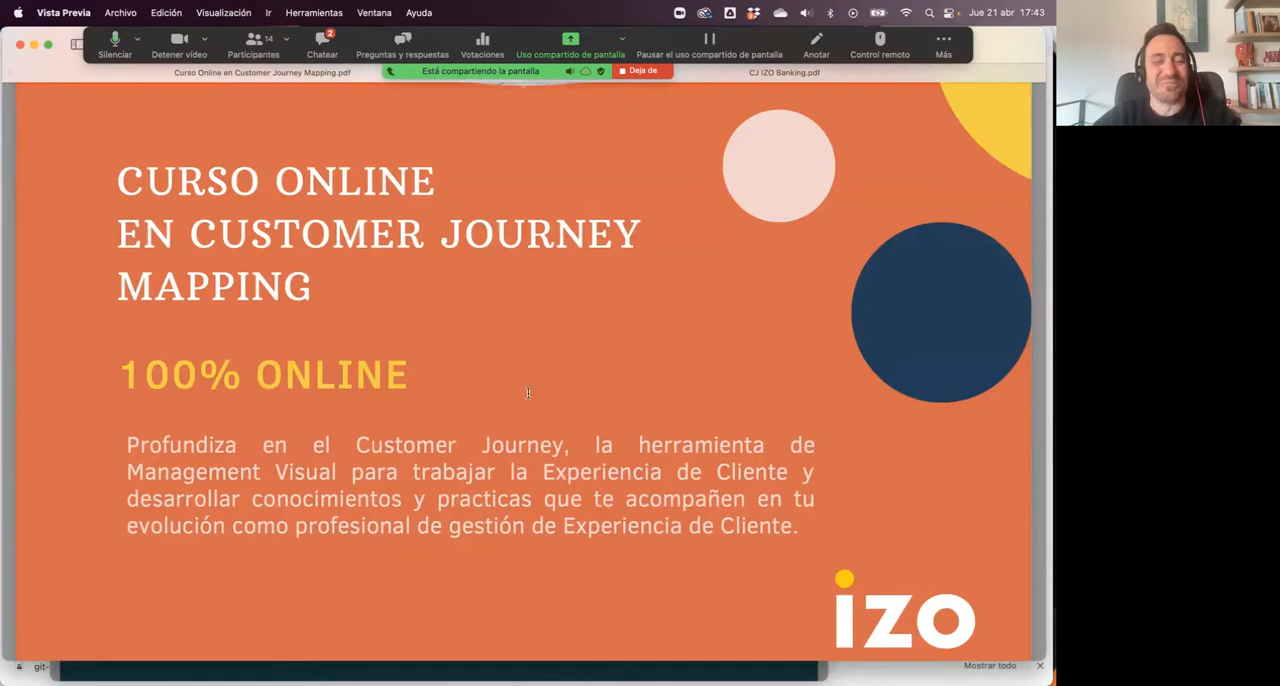 Vista Previa Archivo Edición Visualización Ir Herramientas Ventana Ayuda Jue 21 abr 17:43
14 2
Silenciar Detener vídeo Participantes Chatear Preguntas y respuestas Votaciones Uso compartido de pantalla Pausar el uso compartido de pantalla Anotar Control remoto Más
Curso Online en Customer Journey Mapping.pdf Está compartiendo la pantalla Deja de CJ IZO Banking.pdf
CURSO ONLINE
EN CUSTOMER JOURNEY
MAPPING
100% ONLINE
Profundiza en el Customer Journey, la herramienta de
Management Visual para trabajar la Experiencia de Cliente y
desarrollar conocimientos y practicas que te acompañen en tu
evolución como profesional de gestión de Experiencia de Cliente.
izo
git- Mostrar todo